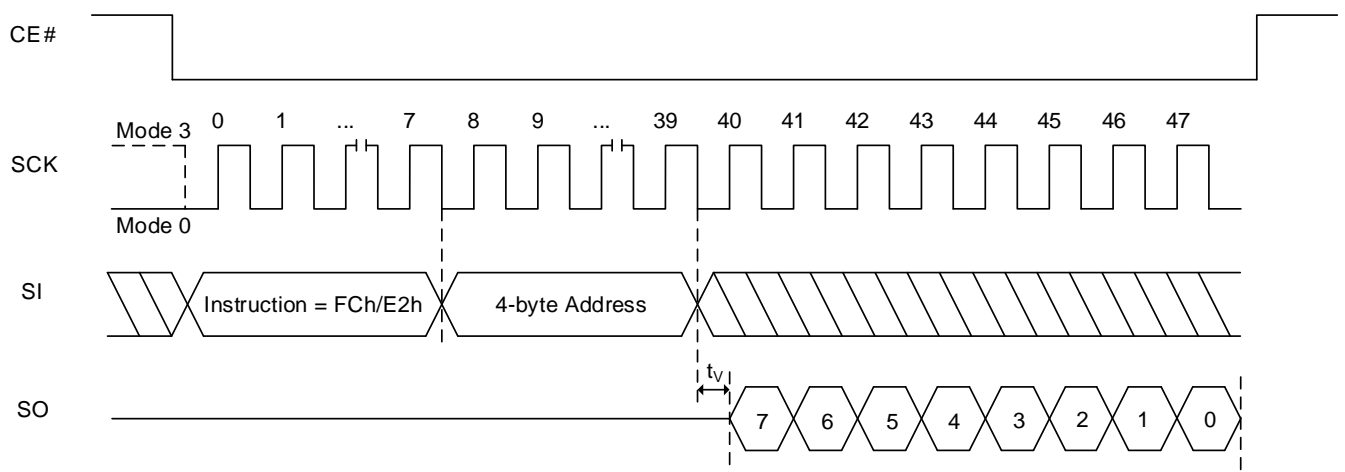 CE#
Mode 3 0 1 ... 7 8 9 ... 39 40 41 42 43 44 45 46 47
SCK
Mode 0
SI Instruction = FCh/E2h 4-byte Address
tV
SO 7 6 5 4 3 2 1 0